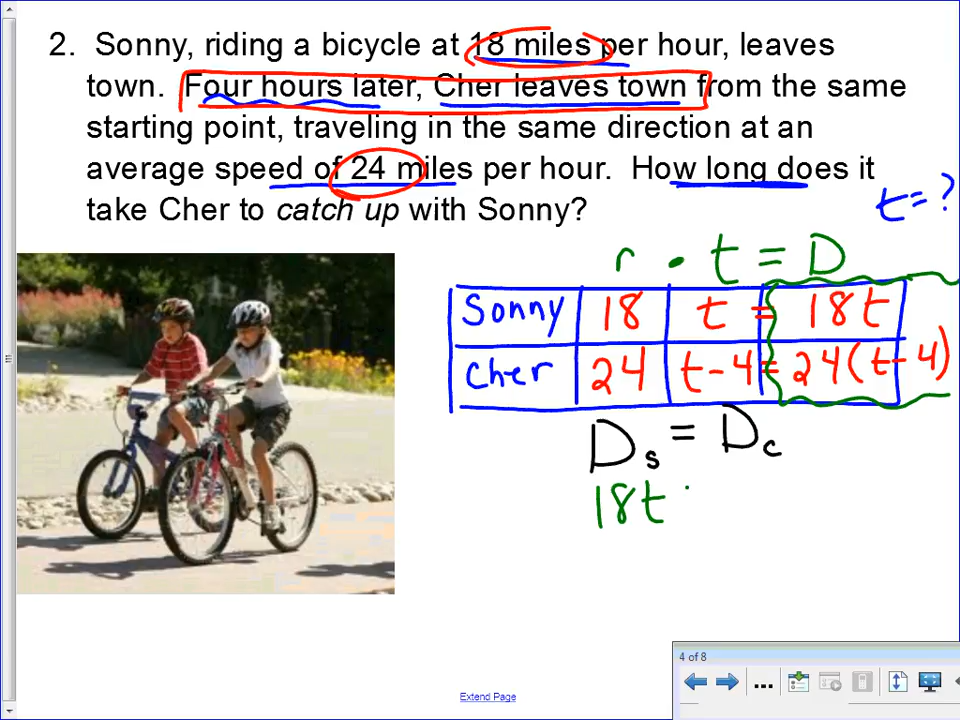 2. Sonny, riding a bicycle at 18 miles per hour, leaves
town. Four hours later, Cher leaves town from the same
starting point, traveling in the same direction at an
average speed of 24 miles per hour. How long does it
take Cher to catch up with Sonny?
t = ?
r • t = D
Sonny 18 t = 18t
Cher 24 t - 4 = 24(t - 4)
Ds = Dc
18t
4 of 8
...
Extend Page